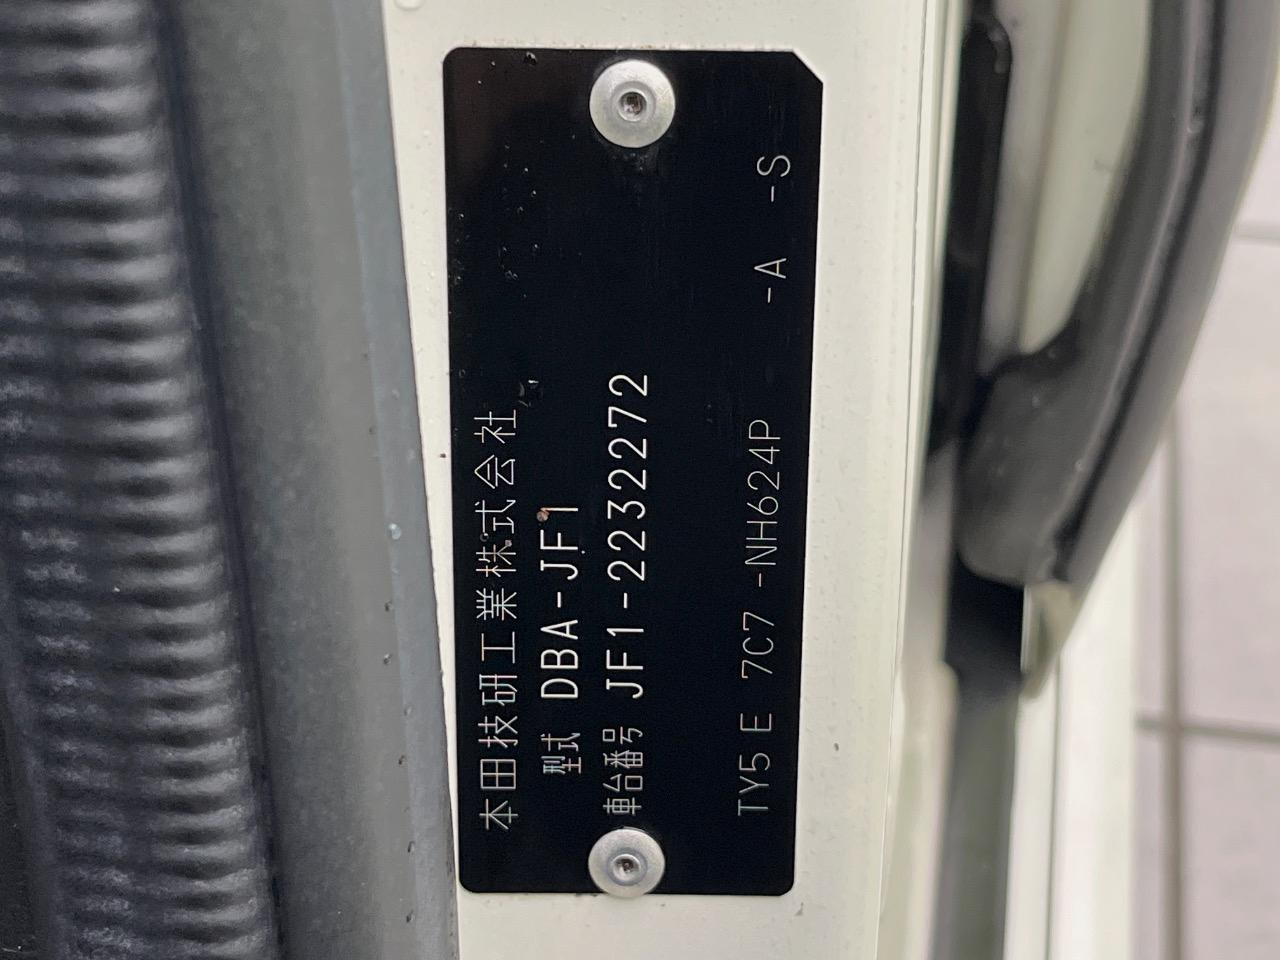 本田技研工業株式会社
型式 DBA-JF1
車台番号 JF1-2232272
TY5 E 7C7 -NH624P -A -S